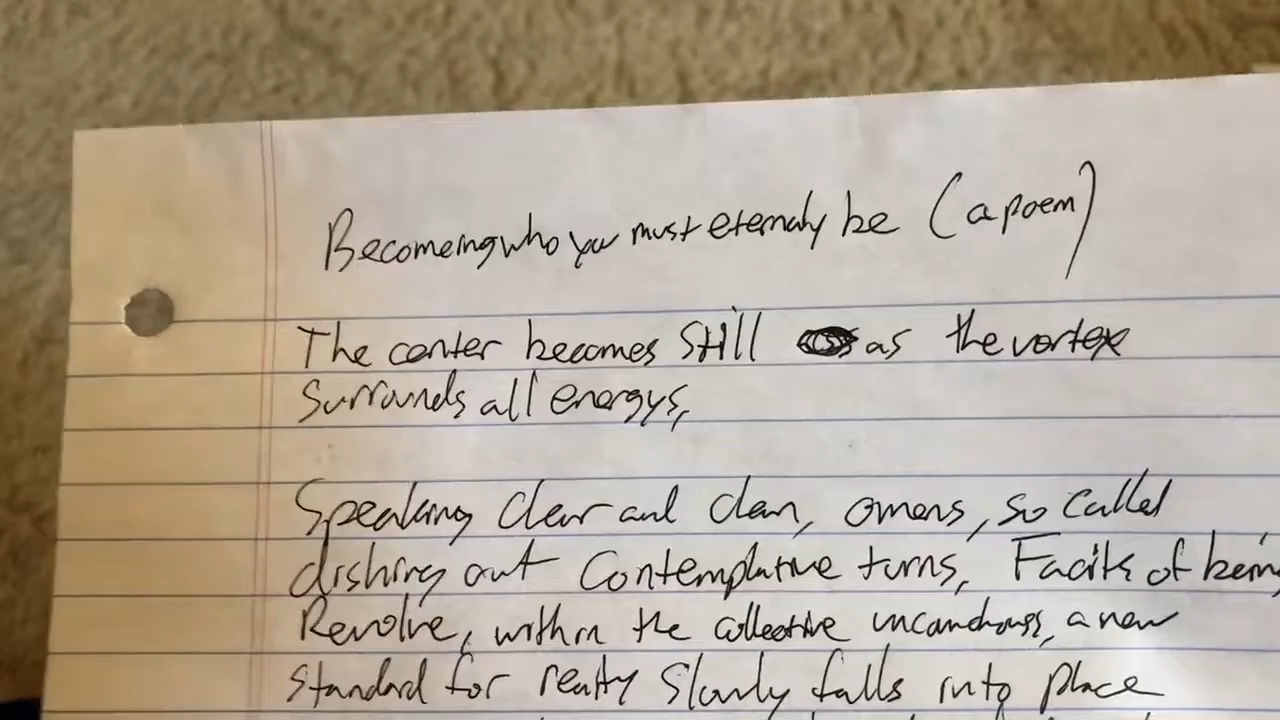 Becomeing who you must eternaly be (a poem)
The center becomes still as the vortex
Surrounds all energys,
Speaking clear and clean, omens, so called
dishing out Contemplative turns, Facits of being
Revolve, within the collective a new
standard for realty Slowly falls into place